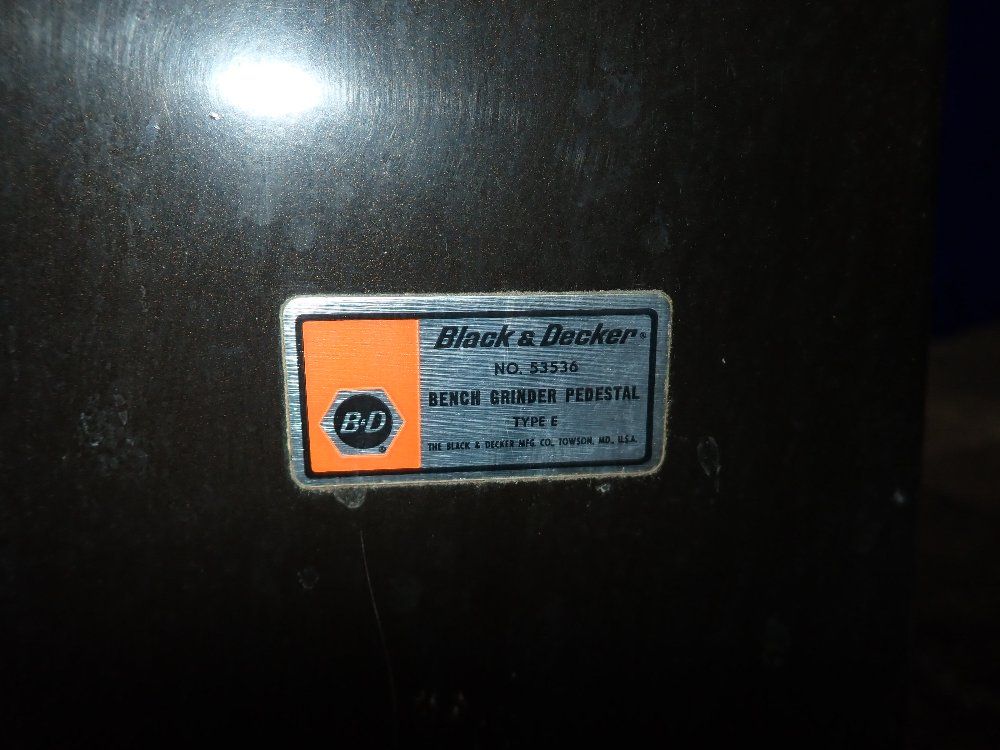 Black & Decker®
NO. 53536
BENCH GRINDER PEDESTAL
TYPE E
THE BLACK & DECKER MFG. CO., TOWSON, MD., U.S.A.
B·D®